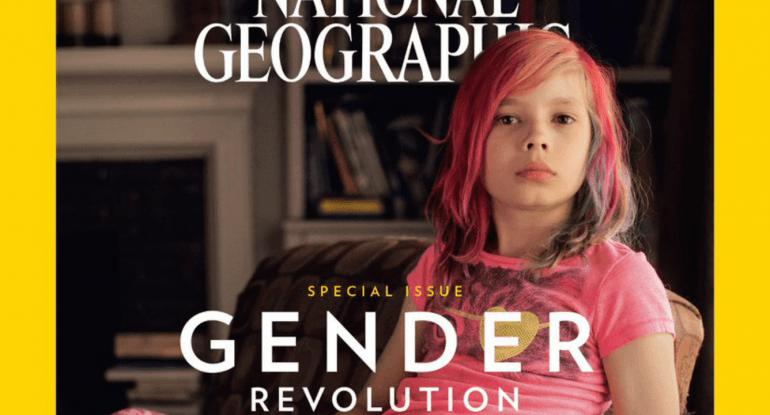 NATIONAL
GEOGRAPHIC
SPECIAL ISSUE
GENDER
REVOLUTION